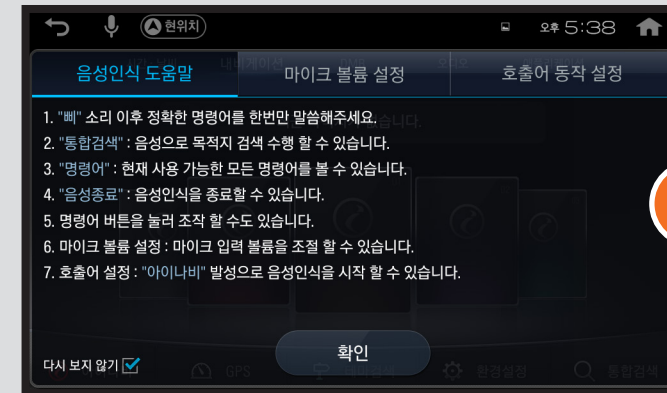 현위치
오후 5:38
음성인식 도움말
마이크 볼륨 설정
호출어 동작 설정
1. "삐" 소리 이후 정확한 명령어를 한번만 말씀해주세요.
2. "통합검색" : 음성으로 목적지 검색 수행 할 수 있습니다.
3. "명령어" : 현재 사용 가능한 모든 명령어를 볼 수 있습니다.
4. "음성종료" : 음성인식을 종료할 수 있습니다.
5. 명령어 버튼을 눌러 조작 할 수도 있습니다.
6. 마이크 볼륨 설정 : 마이크 입력 볼륨을 조절 할 수 있습니다.
7. 호출어 설정 : "아이나비" 발성으로 음성인식을 시작 할 수 있습니다.
다시 보지 않기
확인
GPS
환경설정
통합검색